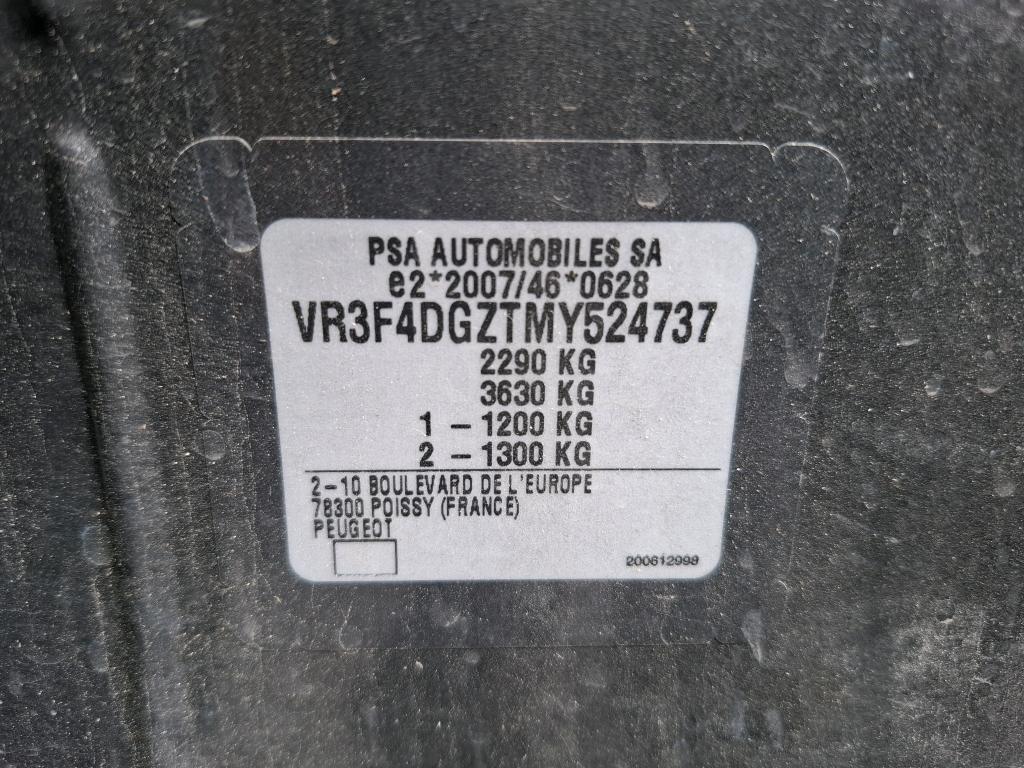 PSA AUTOMOBILES SA
e2*2007/46*0628
VR3F4DGZTMY524737
2290 KG
3630 KG
1 - 1200 KG
2 - 1300 KG
2-10 BOULEVARD DE L'EUROPE
78300 POISSY (FRANCE)
PEUGEOT
200612999